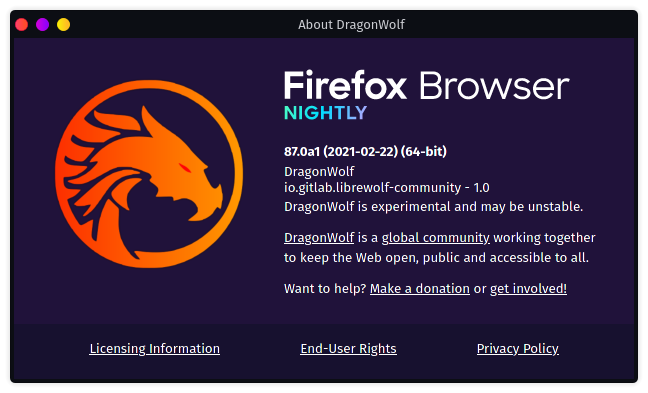 About DragonWolf
Firefox Browser
NIGHTLY
87.0a1 (2021-02-22) (64-bit)
DragonWolf
io.gitlab.librewolf-community - 1.0
DragonWolf is experimental and may be unstable.
DragonWolf is a global community working together
to keep the Web open, public and accessible to all.
Want to help? Make a donation or get involved!
Licensing Information
End-User Rights
Privacy Policy